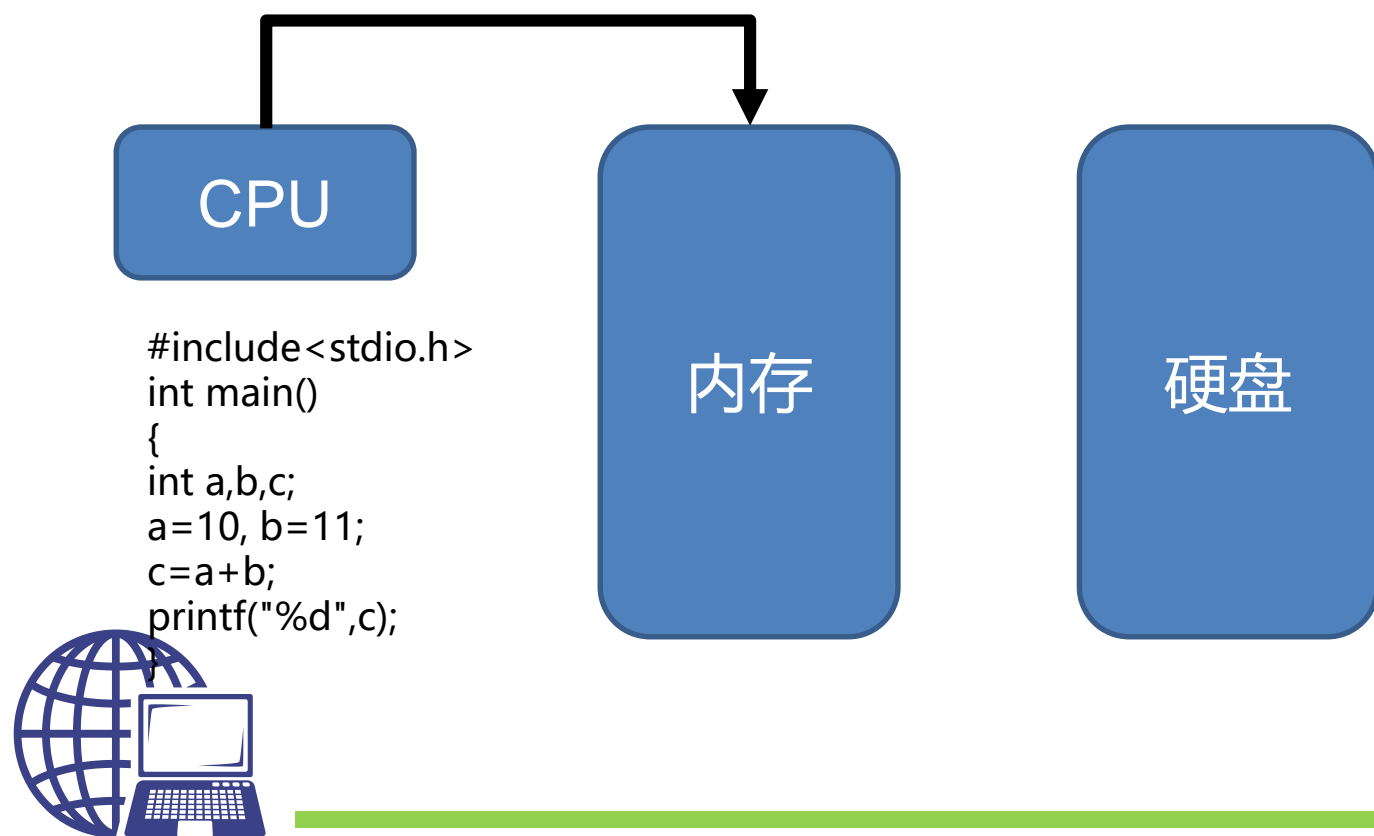 CPU
内存
硬盘
#include<stdio.h>
int main()
{
int a,b,c;
a=10, b=11;
c=a+b;
printf("%d",c);
}